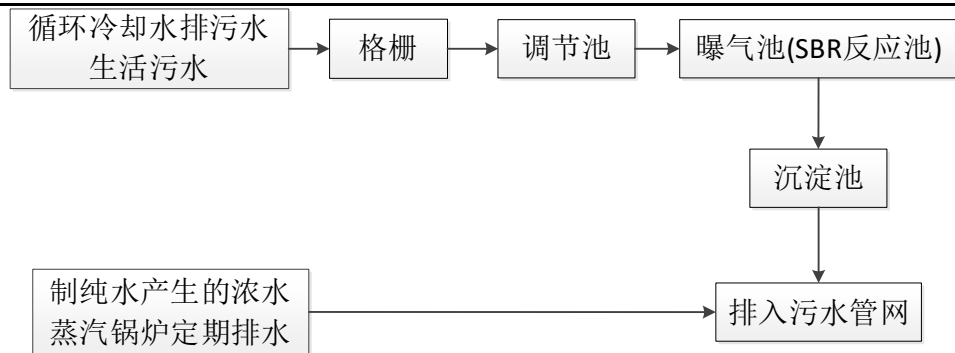 循环冷却水排污水
生活污水
格栅
调节池
曝气池(SBR反应池)
沉淀池
制纯水产生的浓水
蒸汽锅炉定期排水
排入污水管网